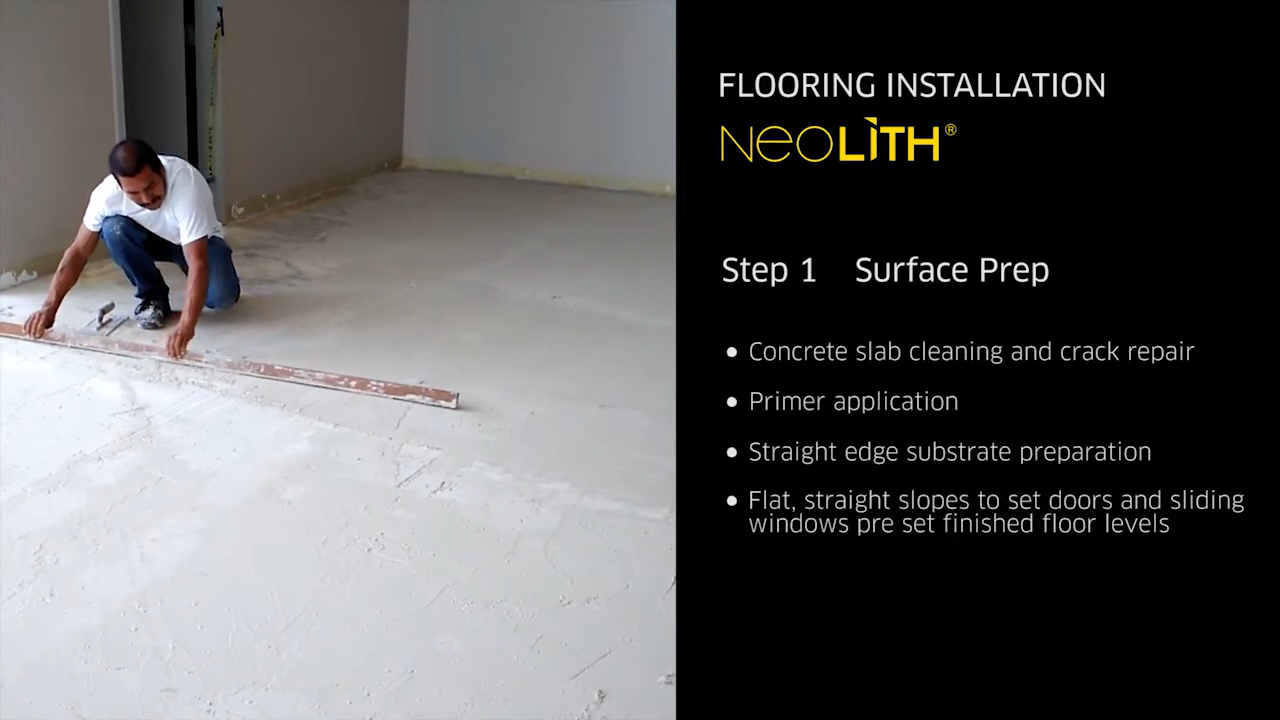 FLOORING INSTALLATION
NEOLITH®
Step 1 Surface Prep
• Concrete slab cleaning and crack repair
• Primer application
• Straight edge substrate preparation
• Flat, straight slopes to set doors and sliding
windows pre set finished floor levels